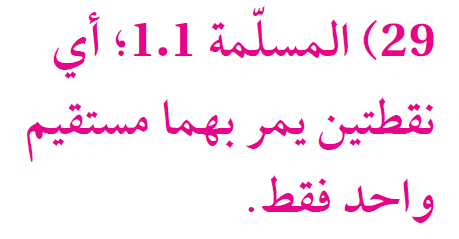 29) المسلّمة 1.1؛ أي
نقطتين يمر بهما مستقيم
واحد فقط.